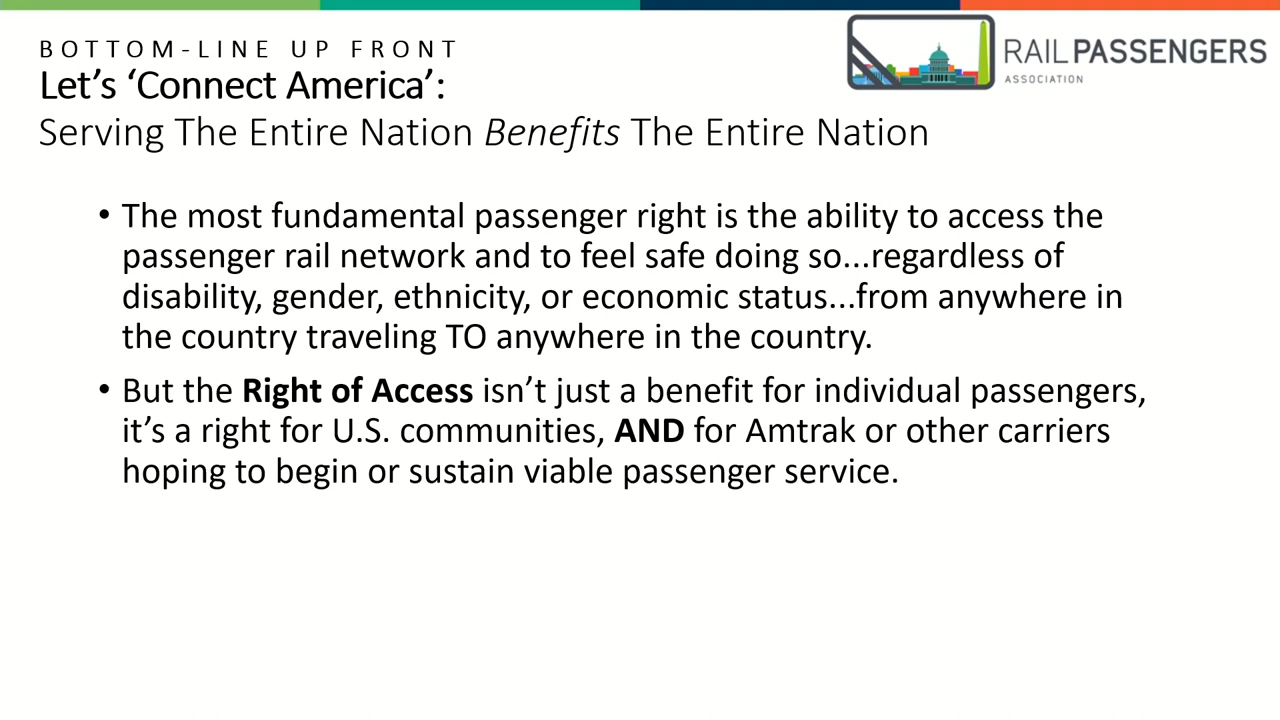 BOTTOM-LINE UP FRONT
Let’s ‘Connect America’:
Serving The Entire Nation Benefits The Entire Nation
RAILPASSENGERS
ASSOCIATION
• The most fundamental passenger right is the ability to access the
passenger rail network and to feel safe doing so...regardless of
disability, gender, ethnicity, or economic status...from anywhere in
the country traveling TO anywhere in the country.
• But the Right of Access isn’t just a benefit for individual passengers,
it’s a right for U.S. communities, AND for Amtrak or other carriers
hoping to begin or sustain viable passenger service.